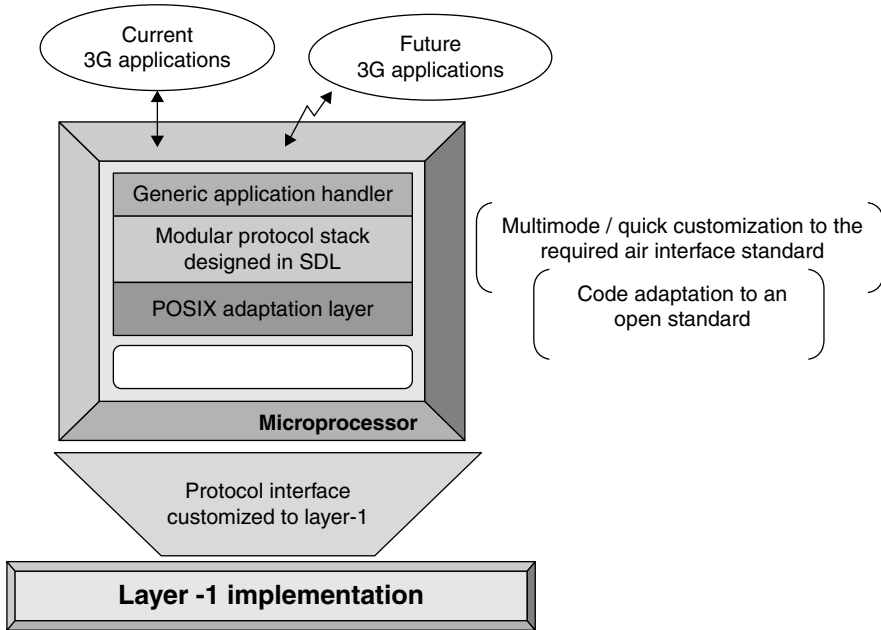 Current
3G applications
Future
3G applications
Generic application handler
Modular protocol stack
designed in SDL
POSIX adaptation layer
Multimode / quick customization to the
required air interface standard
Code adaptation to an
open standard
Microprocessor
Protocol interface
customized to layer-1
Layer -1 implementation